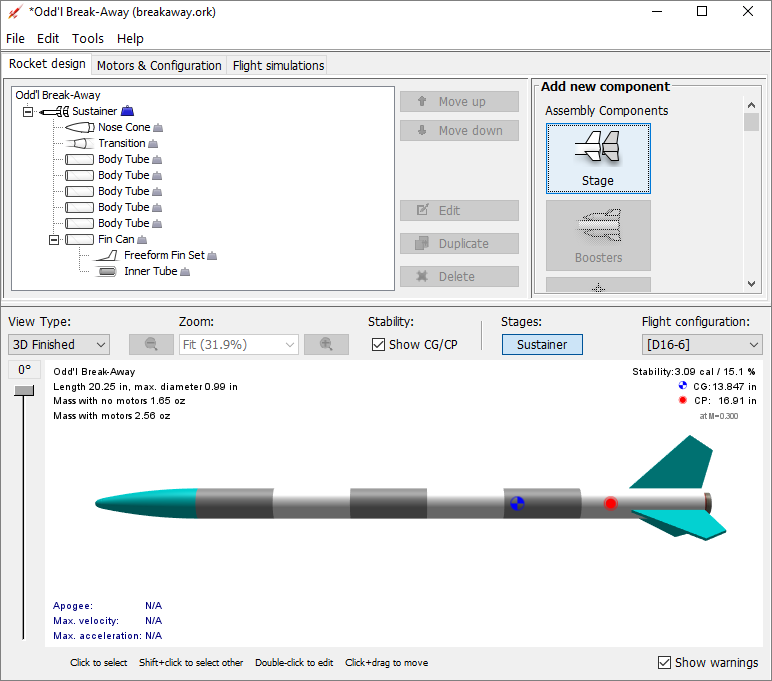 *Odd'l Break-Away (breakaway.ork)
File Edit Tools Help
Rocket design Motors & Configuration Flight simulations
Odd'l Break-Away
Sustainer
Nose Cone
Transition
Body Tube
Body Tube
Body Tube
Body Tube
Body Tube
Fin Can
Freeform Fin Set
Inner Tube
Move up
Move down
Edit
Duplicate
Delete
Add new component
Assembly Components
Stage
Boosters
View Type: Zoom: Stability: Stages: Flight configuration:
3D Finished Fit (31.9%) Show CG/CP Sustainer [D16-6]
0°
Odd'l Break-Away
Length 20.25 in, max. diameter 0.99 in
Mass with no motors 1.65 oz
Mass with motors 2.56 oz
Stability:3.09 cal / 15.1 %
CG:13.847 in
CP: 16.91 in
at M=0.300
Apogee: N/A
Max. velocity: N/A
Max. acceleration: N/A
Click to select Shift+click to select other Double-click to edit Click+drag to move
Show warnings